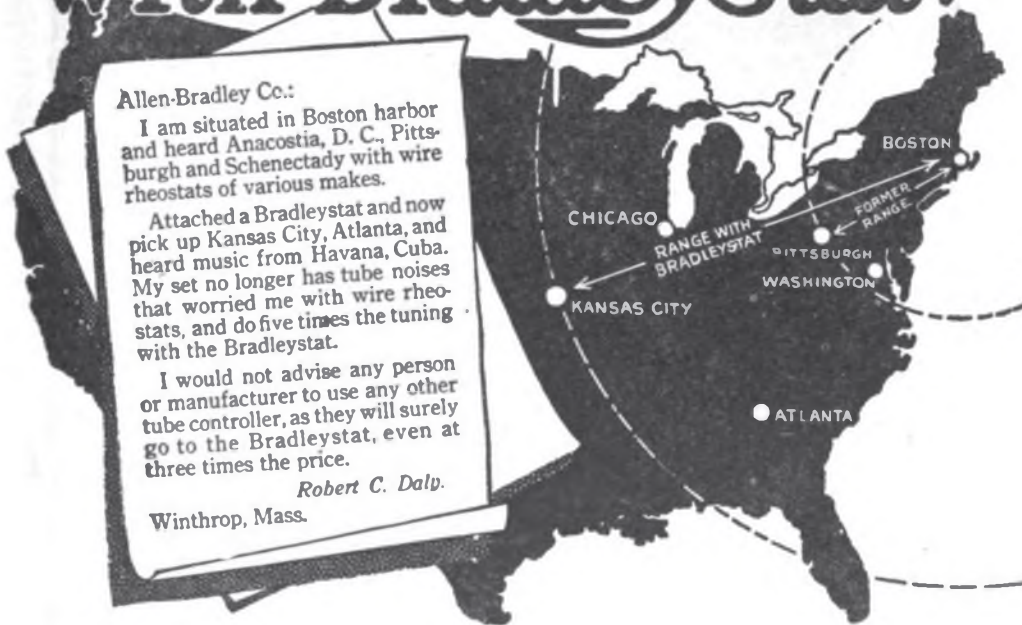 With Bradleystat
Allen-Bradley Co.:
I am situated in Boston harbor
and heard Anacostia, D. C., Pitts-
burgh and Schenectady with wire
rheostats of various makes.
Attached a Bradleystat and now
pick up Kansas City, Atlanta, and
heard music from Havana, Cuba.
My set no longer has tube noises
that worried me with wire rheo-
stats, and do five times the tuning
with the Bradleystat.
I would not advise any person
or manufacturer to use any other
tube controller, as they will surely
go to the Bradleystat, even at
three times the price.
Robert C. Daly.
Winthrop, Mass.
BOSTON
FORMER
RANGE
CHICAGO
RANGE WITH
BRADLEYSTAT
PITTSBURGH
WASHINGTON
KANSAS CITY
ATLANTA